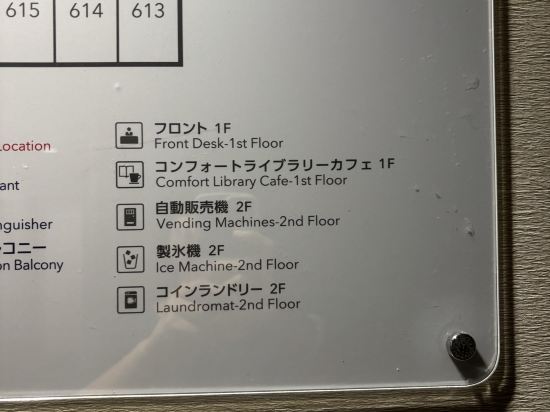 615 614 613
フロント 1F
Front Desk-1st Floor
Location
コンフォートライブラリーカフェ 1F
Comfort Library Cafe-1st Floor
自動販売機 2F
Vending Machines-2nd Floor
コニー
Balcony
製氷機 2F
Ice Machine-2nd Floor
コインランドリー 2F
Laundromat-2nd Floor